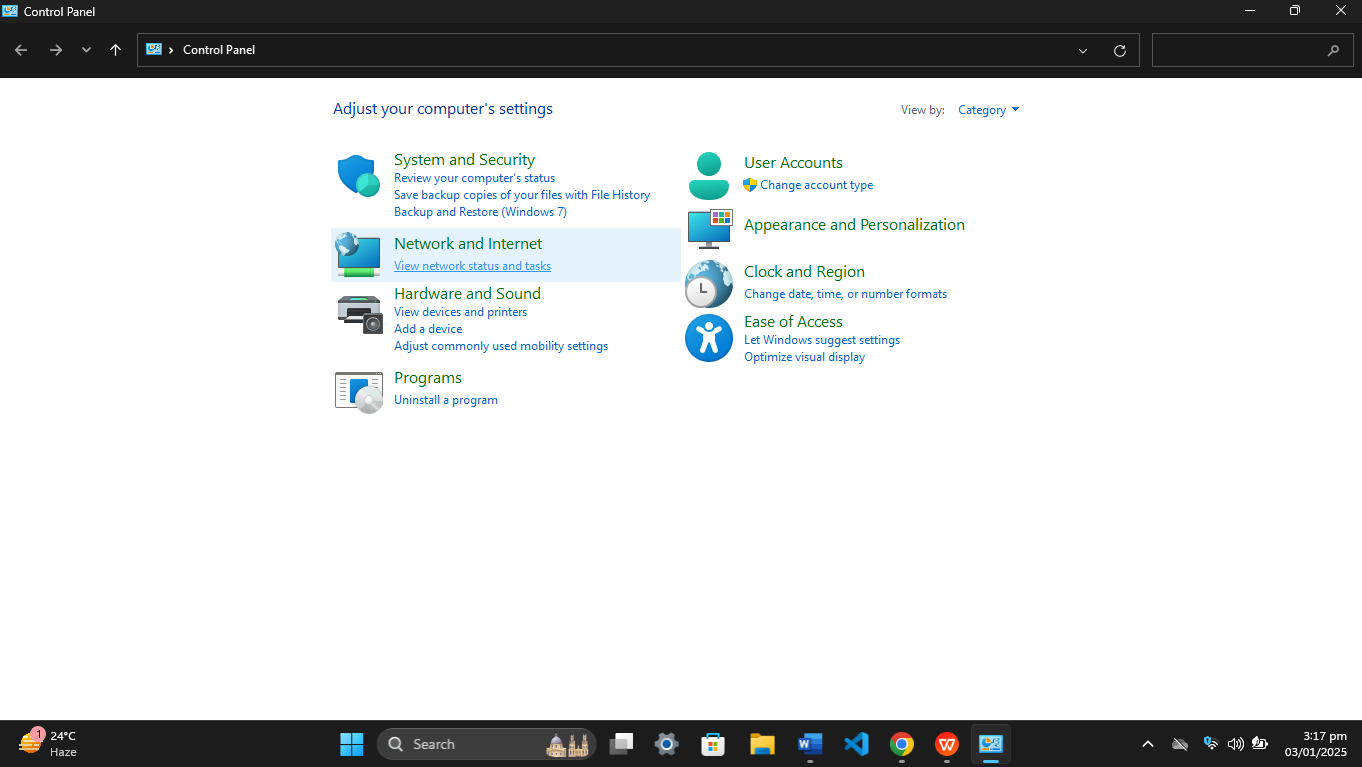 Control Panel
Control Panel
Adjust your computer's settings
View by: Category
System and Security
Review your computer's status
Save backup copies of your files with File History
Backup and Restore (Windows 7)
Network and Internet
View network status and tasks
Hardware and Sound
View devices and printers
Add a device
Adjust commonly used mobility settings
Programs
Uninstall a program
User Accounts
Change account type
Appearance and Personalization
Clock and Region
Change date, time, or number formats
Ease of Access
Let Windows suggest settings
Optimize visual display
1
24°C
Haze
Search
W
W
3:17 pm
03/01/2025